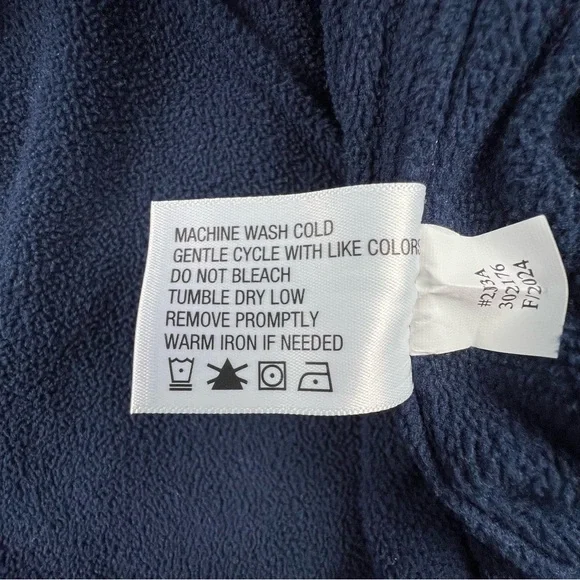 MACHINE WASH COLD
GENTLE CYCLE WITH LIKE COLORS
DO NOT BLEACH
TUMBLE DRY LOW
REMOVE PROMPTLY
WARM IRON IF NEEDED
#2J3A
302176
F/2024